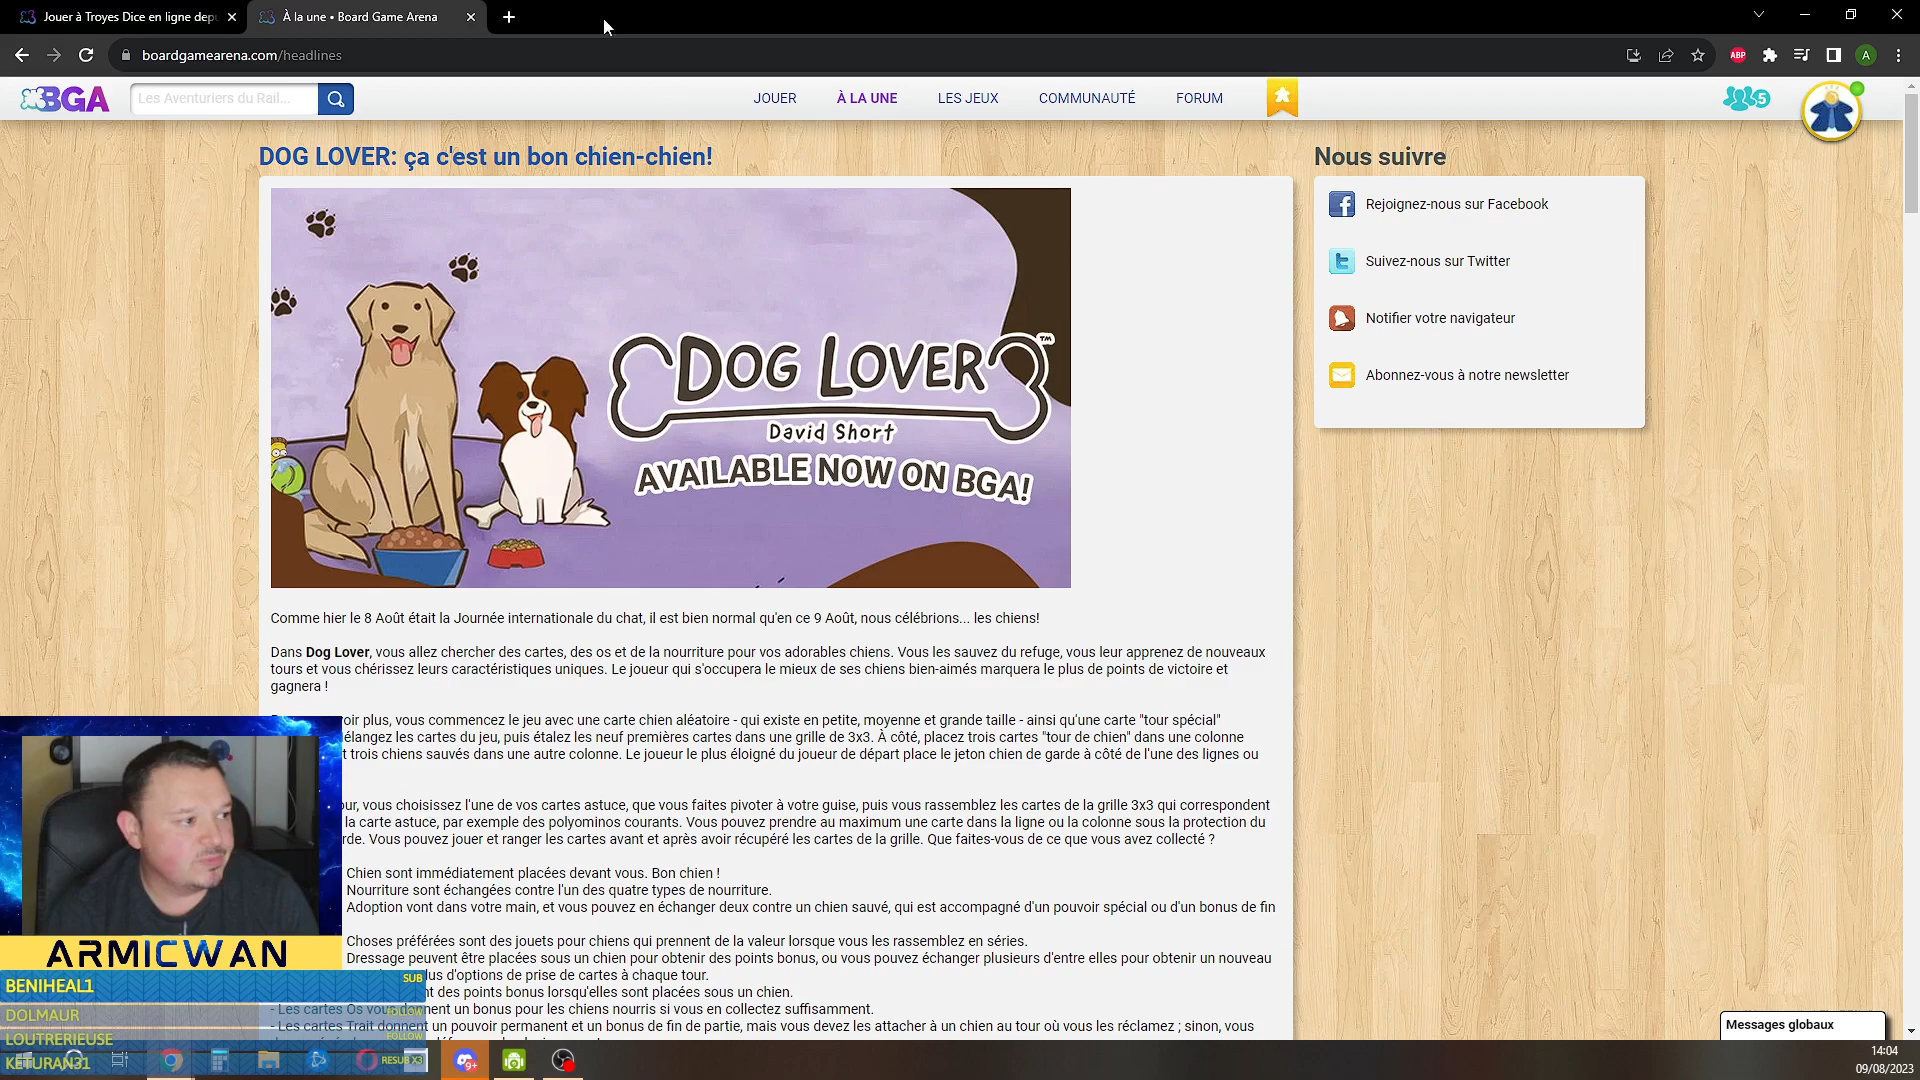 Jouer à Troyes Dice en ligne depu
À la une • Board Game Arena
boardgamearena.com/headlines
ABP
A
BGA
Les Aventuriers du Rail...
JOUER
À LA UNE
LES JEUX
COMMUNAUTÉ
FORUM
5
DOG LOVER: ça c'est un bon chien-chien!
DOG LOVER™
David Short
AVAILABLE NOW ON BGA!
Comme hier le 8 Août était la Journée internationale du chat, il est bien normal qu'en ce 9 Août, nous célébrions... les chiens!
Dans Dog Lover, vous allez chercher des cartes, des os et de la nourriture pour vos adorables chiens. Vous les sauvez du refuge, vous leur apprenez de nouveaux
tours et vous chérissez leurs caractéristiques uniques. Le joueur qui s'occupera le mieux de ses chiens bien-aimés marquera le plus de points de victoire et
gagnera !
oir plus, vous commencez le jeu avec une carte chien aléatoire - qui existe en petite, moyenne et grande taille - ainsi qu'une carte "tour spécial"
élangez les cartes du jeu, puis étalez les neuf premières cartes dans une grille de 3x3. À côté, placez trois cartes "tour de chien" dans une colonne
t trois chiens sauvés dans une autre colonne. Le joueur le plus éloigné du joueur de départ place le jeton chien de garde à côté de l'une des lignes ou
ur, vous choisissez l'une de vos cartes astuce, que vous faites pivoter à votre guise, puis vous rassemblez les cartes de la grille 3x3 qui correspondent
la carte astuce, par exemple des polyominos courants. Vous pouvez prendre au maximum une carte dans la ligne ou la colonne sous la protection du
rde. Vous pouvez jouer et ranger les cartes avant et après avoir récupéré les cartes de la grille. Que faites-vous de ce que vous avez collecté ?
Chien sont immédiatement placées devant vous. Bon chien !
Nourriture sont échangées contre l'un des quatre types de nourriture.
Adoption vont dans votre main, et vous pouvez en échanger deux contre un chien sauvé, qui est accompagné d'un pouvoir spécial ou d'un bonus de fin
Choses préférées sont des jouets pour chiens qui prennent de la valeur lorsque vous les rassemblez en séries.
Dressage peuvent être placées sous un chien pour obtenir des points bonus, ou vous pouvez échanger plusieurs d'entre elles pour obtenir un nouveau
lus d'options de prise de cartes à chaque tour.
nt des points bonus lorsqu'elles sont placées sous un chien.
- Les cartes Os vous donnent un bonus pour les chiens nourris si vous en collectez suffisamment.
- Les cartes Trait donnent un pouvoir permanent et un bonus de fin de partie, mais vous devez les attacher à un chien au tour où vous les réclamez ; sinon, vous
Nous suivre
Rejoignez-nous sur Facebook
Suivez-nous sur Twitter
Notifier votre navigateur
Abonnez-vous à notre newsletter
ARMICWAN
BENIHEAL1
SUB
DOLMAUR
FOLLOW
LOUTRERIEUSE
FOLLOW
KETURAN31
RESUB X3
9+
Messages globaux
14:04
09/08/2023